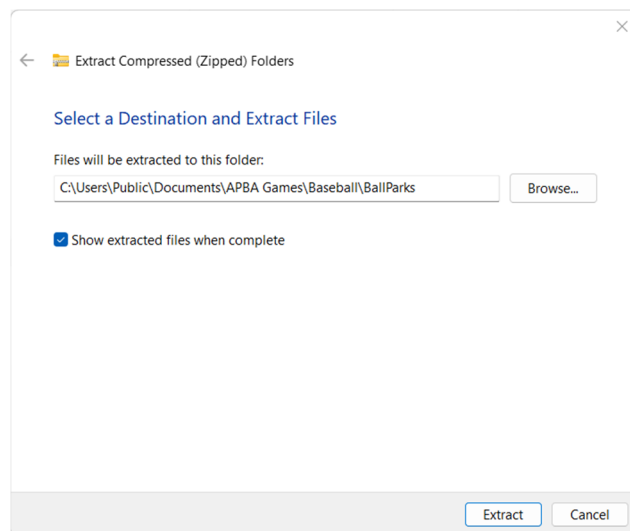 Extract Compressed (Zipped) Folders
Select a Destination and Extract Files
Files will be extracted to this folder:
C:\Users\Public\Documents\APBA Games\Baseball\BallParks
Browse...
Show extracted files when complete
Extract
Cancel